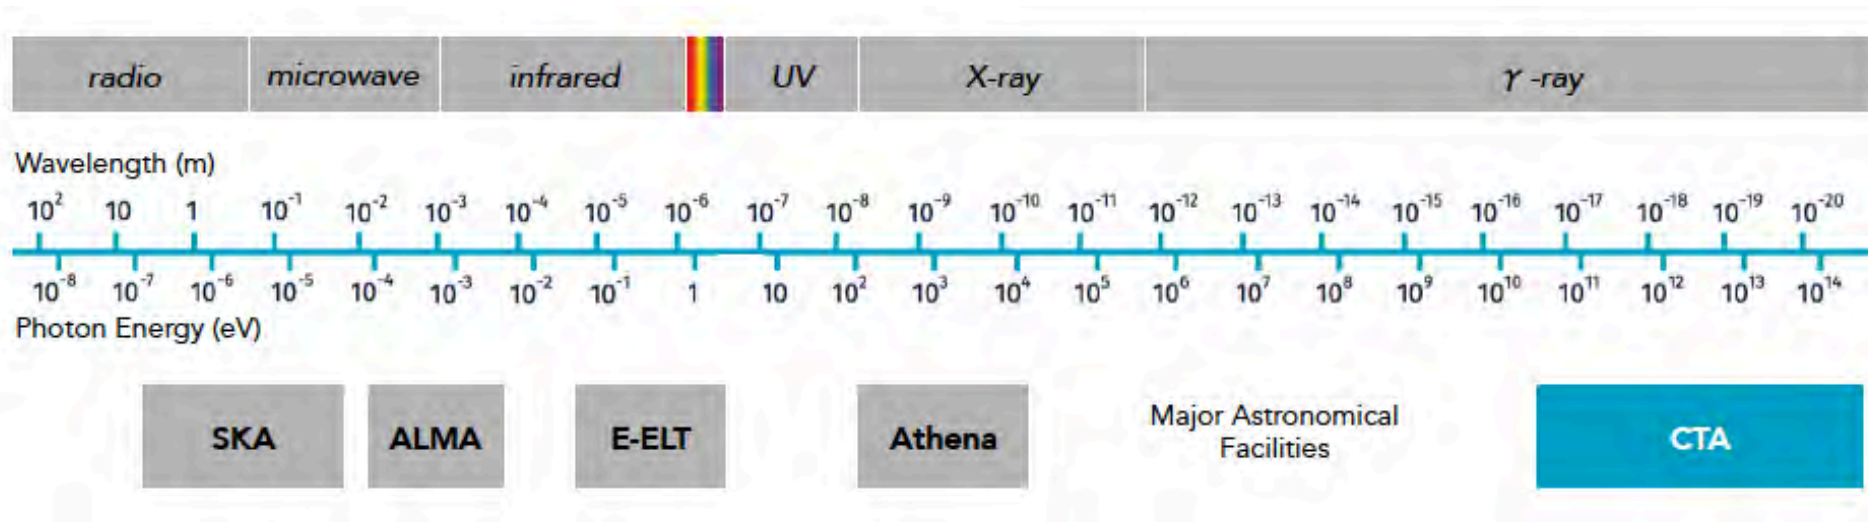 radio microwave infrared UV X-ray γ -ray
Wavelength (m)
10² 10 1 10⁻¹ 10⁻² 10⁻³ 10⁻⁴ 10⁻⁵ 10⁻⁶ 10⁻⁷ 10⁻⁸ 10⁻⁹ 10⁻¹⁰ 10⁻¹¹ 10⁻¹² 10⁻¹³ 10⁻¹⁴ 10⁻¹⁵ 10⁻¹⁶ 10⁻¹⁷ 10⁻¹⁸ 10⁻¹⁹ 10⁻²⁰
10⁻⁸ 10⁻⁷ 10⁻⁶ 10⁻⁵ 10⁻⁴ 10⁻³ 10⁻² 10⁻¹ 1 10 10² 10³ 10⁴ 10⁵ 10⁶ 10⁷ 10⁸ 10⁹ 10¹⁰ 10¹¹ 10¹² 10¹³ 10¹⁴
Photon Energy (eV)
SKA ALMA E-ELT Athena Major Astronomical
Facilities CTA